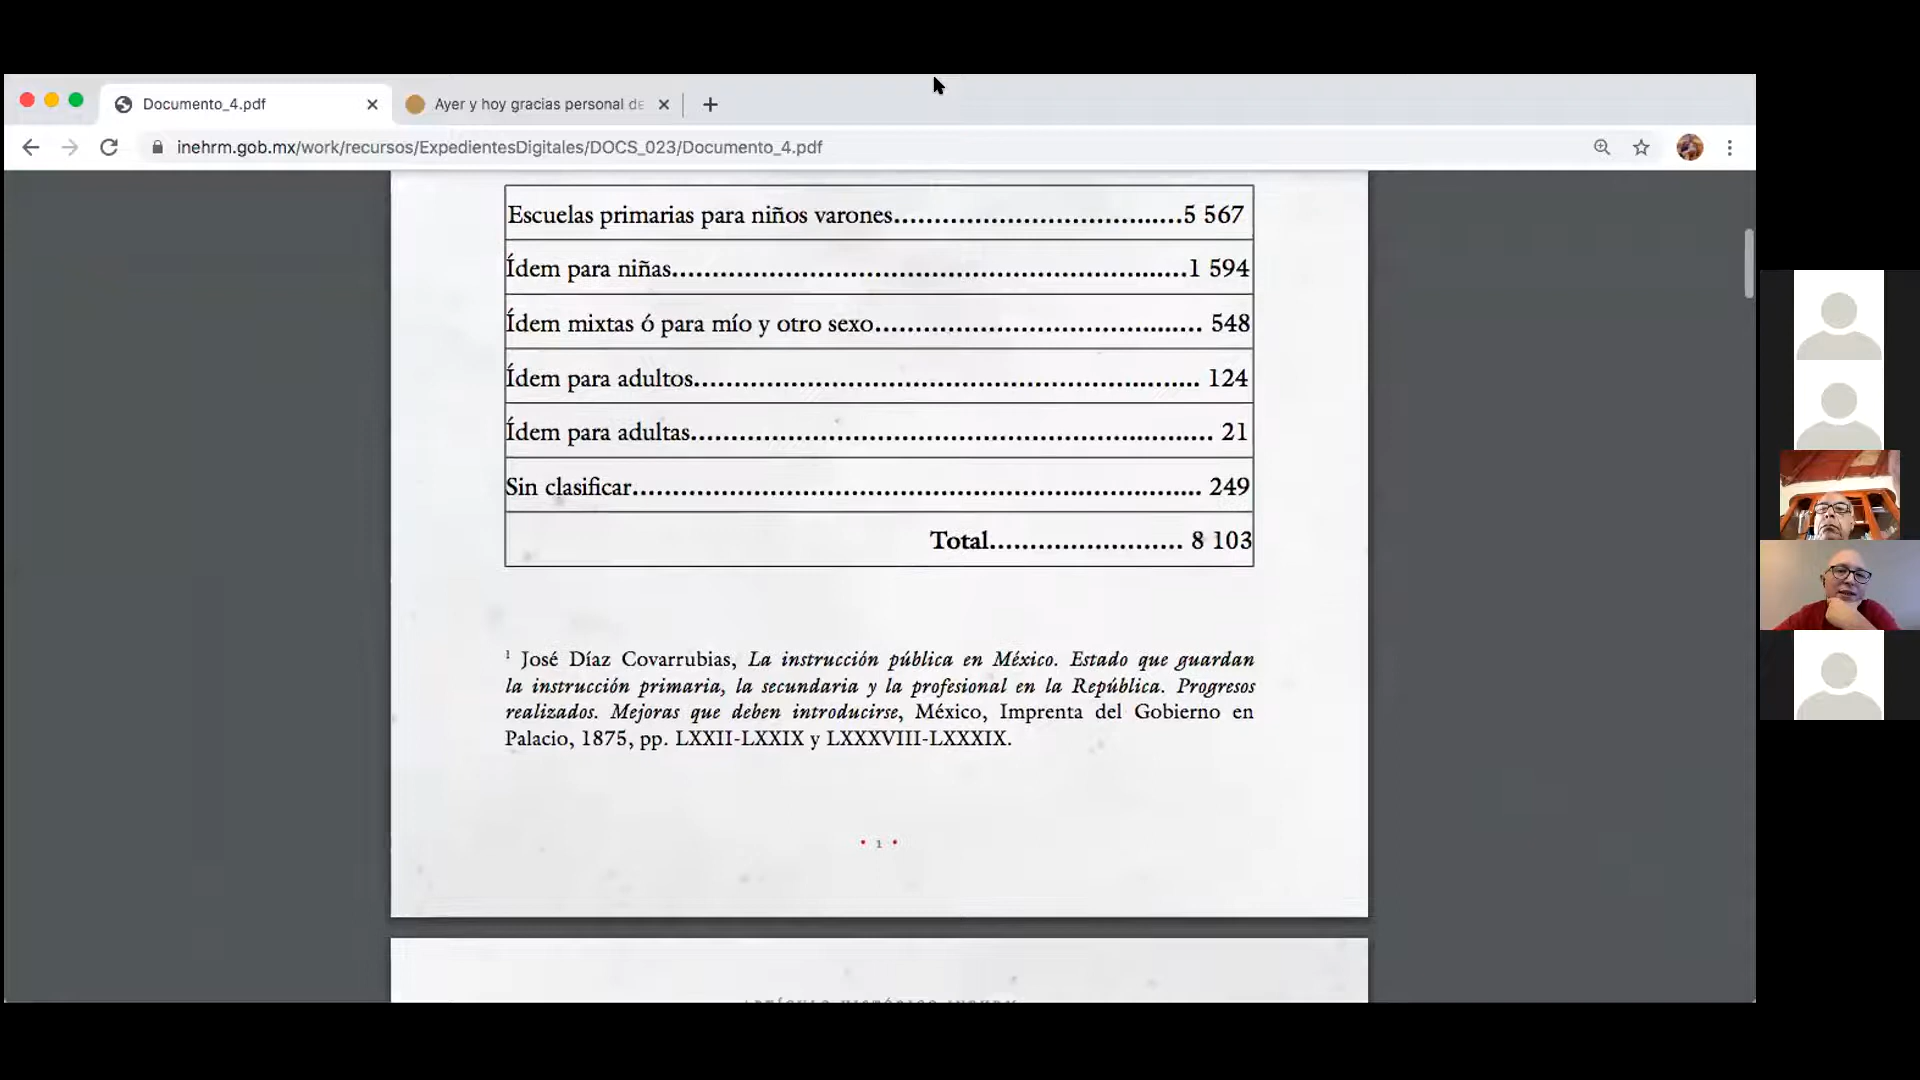 Documento_4.pdf
Ayer y hoy gracias personal de
inehrm.gob.mx/work/recursos/ExpedientesDigitales/DOCS_023/Documento_4.pdf
Escuelas primarias para niños varones....................................5 567
Ídem para niñas................................................................1 594
Ídem mixtas ó para mío y otro sexo......................................... 548
Ídem para adultos............................................................... 124
Ídem para adultas................................................................. 21
Sin clasificar...................................................................... 249
Total........................ 8 103
¹ José Díaz Covarrubias, La instrucción pública en México. Estado que guardan
la instrucción primaria, la secundaria y la profesional en la República. Progresos
realizados. Mejoras que deben introducirse, México, Imprenta del Gobierno en
Palacio, 1875, pp. LXXII-LXXIX y LXXXVIII-LXXXIX.
• 1 •